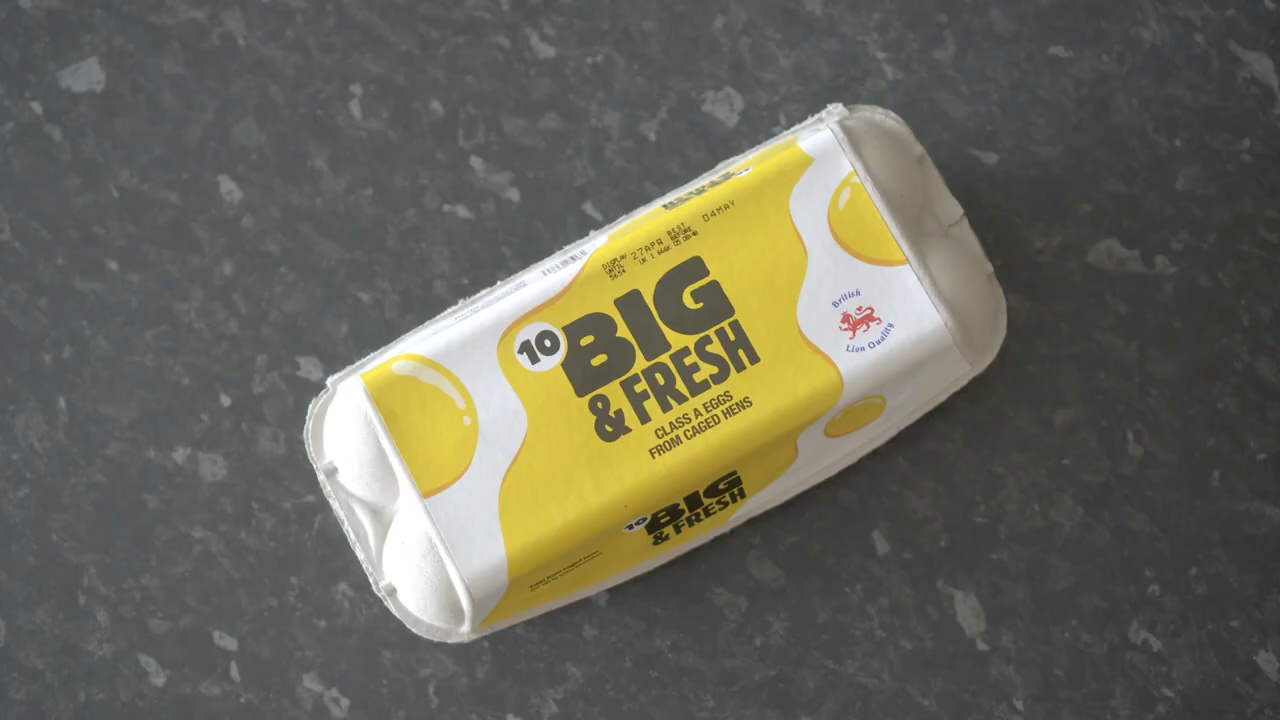 DISPLAY UNTIL 27APR BEST BEFORE 04MAY
5654
10
BIG
& FRESH
CLASS A EGGS
FROM CAGED HENS
British
Lion Quality
10 BIG
& FRESH